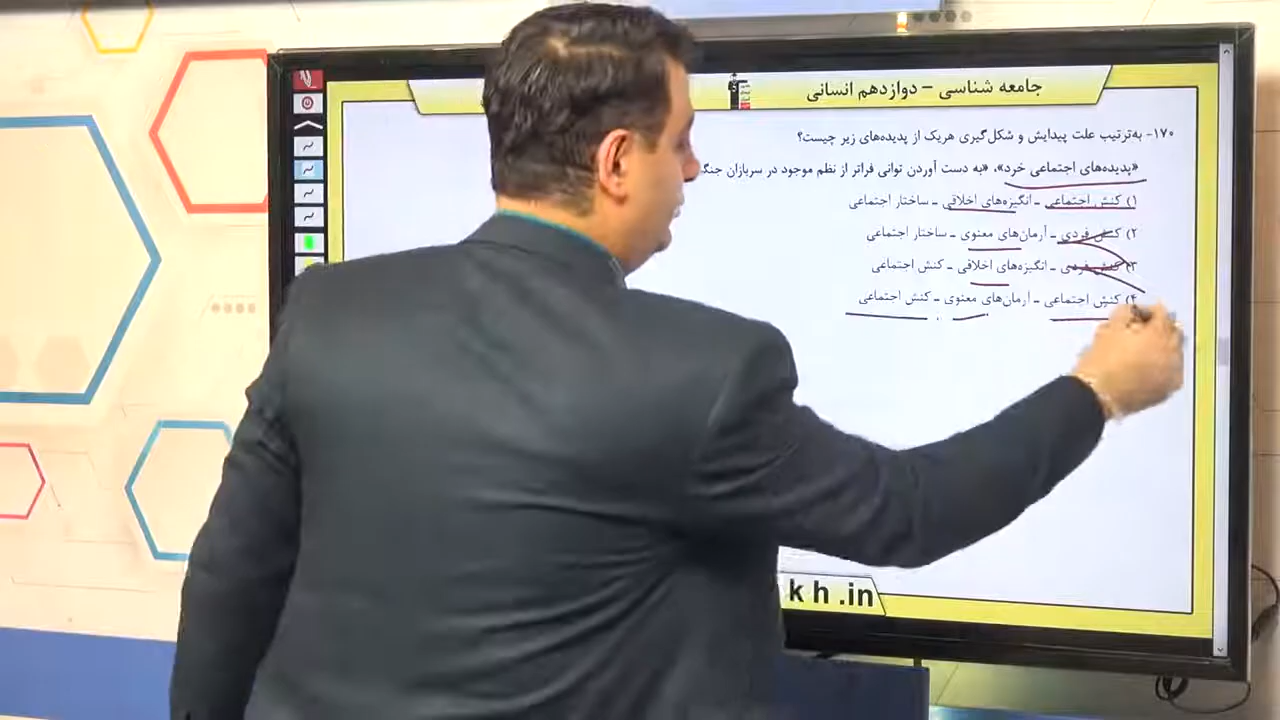 جامعه شناسی – دوازدهم انسانی
۱۷۰- به‌ترتیب علت پیدایش و شکل‌گیری هریک از پدیده‌های زیر چیست؟
«پدیده‌های اجتماعی خرد»، «به دست آوردن توانی فراتر از نظم موجود در سربازان جنگ
۱) کنش اجتماعی ـ انگیزه‌های اخلاقی ـ ساختار اجتماعی
۲) کنش فردی ـ آرمان‌های معنوی ـ ساختار اجتماعی
۳) کنش فردی ـ انگیزه‌های اخلاقی ـ کنش اجتماعی
۴) کنش اجتماعی ـ آرمان‌های معنوی ـ کنش اجتماعی
k h .in